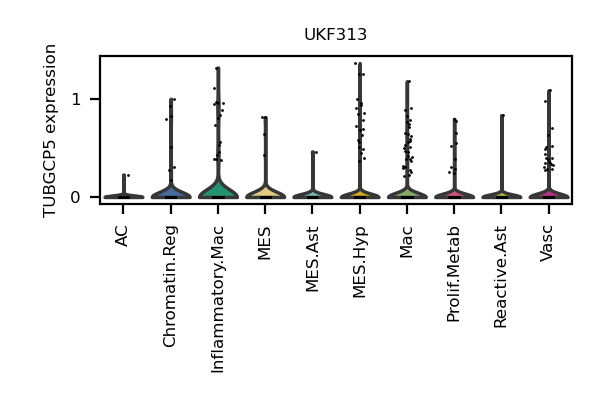 UKF313
TUBGCP5 expression
1
0
AC
Chromatin.Reg
Inflammatory.Mac
MES
MES.Ast
MES.Hyp
Mac
Prolif.Metab
Reactive.Ast
Vasc